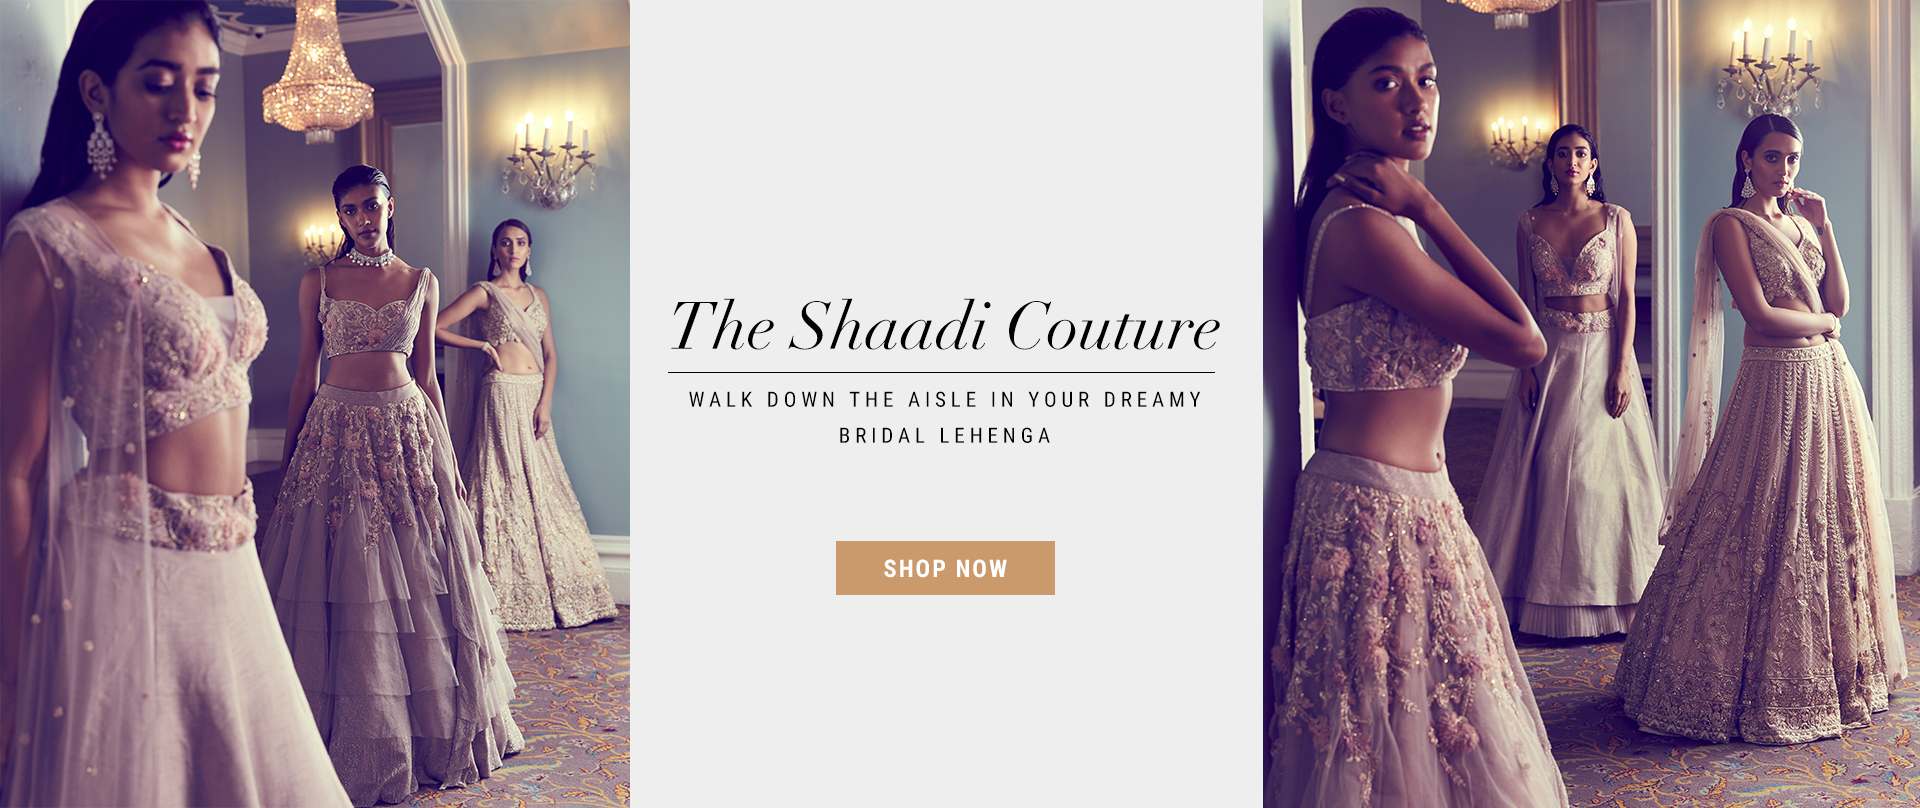 The Shaadi Couture
WALK DOWN THE AISLE IN YOUR DREAMY
BRIDAL LEHENGA
SHOP NOW